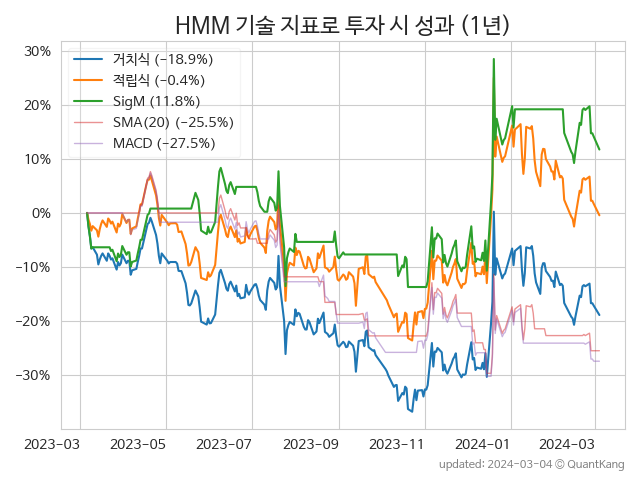 HMM 기술 지표로 투자 시 성과 (1년)
30%
20%
10%
0%
−10%
−20%
−30%
거치식 (−18.9%)
적립식 (−0.4%)
SigM (11.8%)
SMA(20) (−25.5%)
MACD (−27.5%)
2023-03 2023-05 2023-07 2023-09 2023-11 2024-01 2024-03
updated: 2024-03-04 © QuantKang